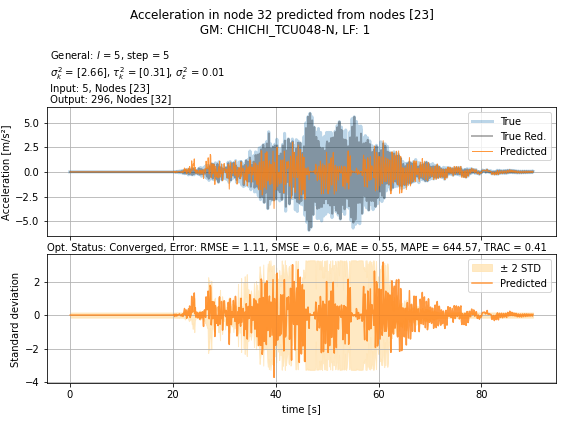 Acceleration in node 32 predicted from nodes [23]
GM: CHICHI_TCU048-N, LF: 1
General: l = 5, step = 5
σ²ₖ = [2.66], τ²ₖ = [0.31], σ²ε = 0.01
Input: 5, Nodes [23]
Output: 296, Nodes [32]
True
True Red.
Predicted
Acceleration [m/s²]
5.0
2.5
0.0
−2.5
−5.0
Opt. Status: Converged, Error: RMSE = 1.11, SMSE = 0.6, MAE = 0.55, MAPE = 644.57, TRAC = 0.41
± 2 STD
Predicted
Standard deviation
2
0
−2
−4
0 20 40 60 80
time [s]